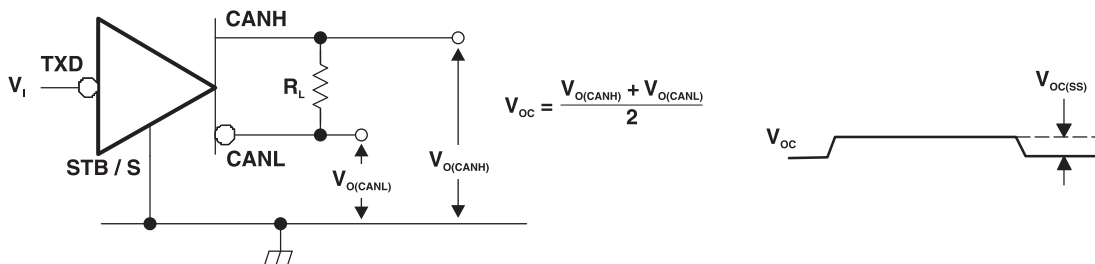 CANH
TXD
V_I
R_L
STB / S
CANL
V_O(CANL)
V_O(CANH)
V_OC = (V_O(CANH) + V_O(CANL)) / 2
V_OC(SS)
V_OC